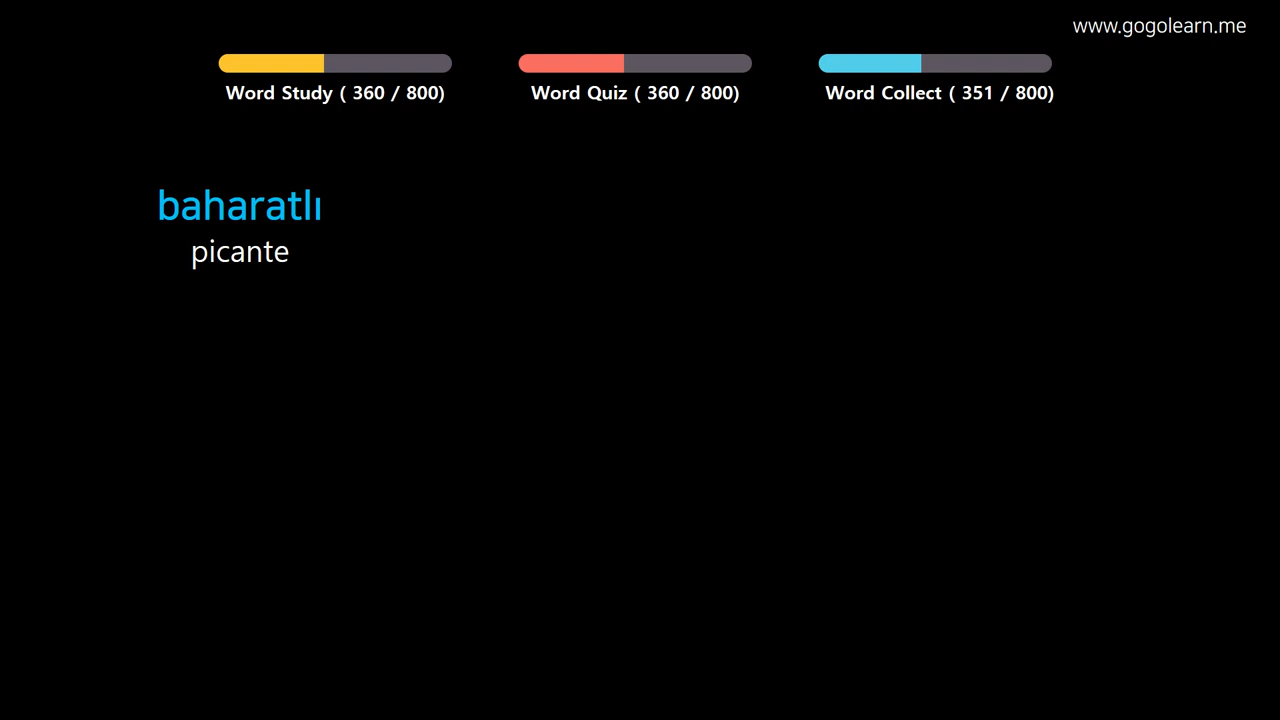 www.gogolearn.me
Word Study ( 360 / 800)
Word Quiz ( 360 / 800)
Word Collect ( 351 / 800)
baharatlı
picante